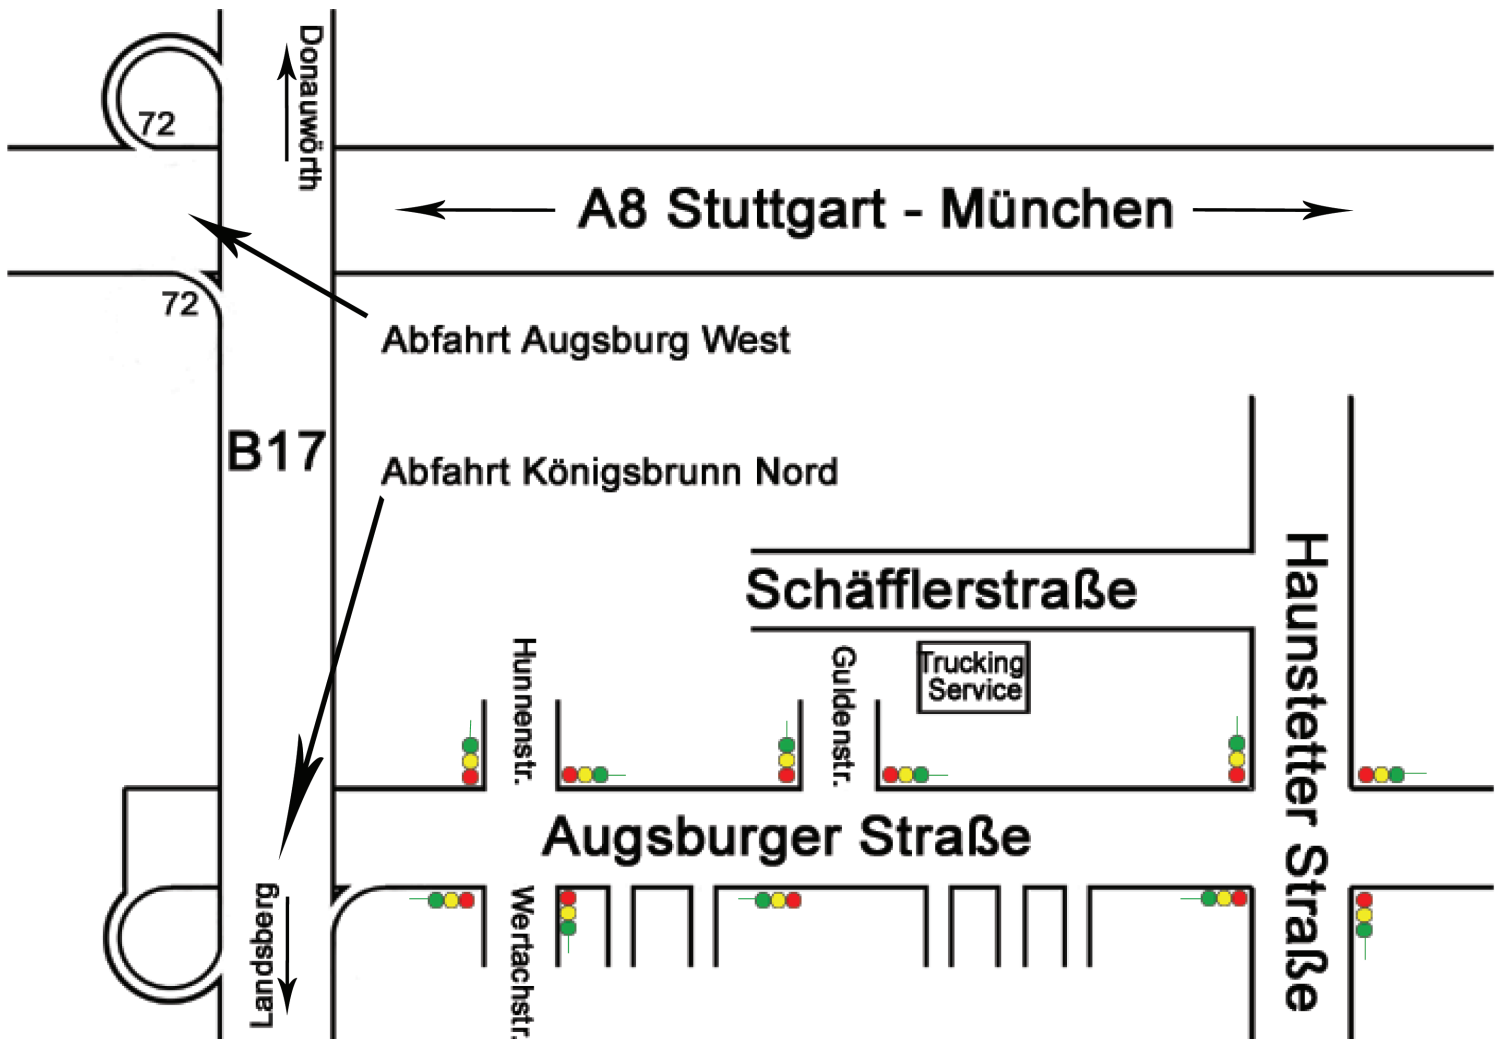 Donauwörth
72
A8 Stuttgart - München
72
Abfahrt Augsburg West
B17
Abfahrt Königsbrunn Nord
Schäfflerstraße
Haunstetter Straße
Hunnenstr.
Guldenstr.
Trucking
Service
Augsburger Straße
Landsberg
Wertachstr.